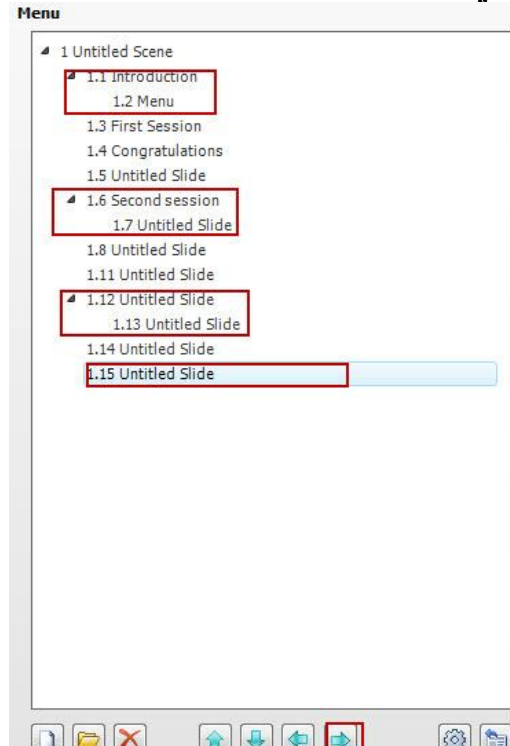 Menu
1 Untitled Scene
1.1 Introduction
1.2 Menu
1.3 First Session
1.4 Congratulations
1.5 Untitled Slide
1.6 Second session
1.7 Untitled Slide
1.8 Untitled Slide
1.11 Untitled Slide
1.12 Untitled Slide
1.13 Untitled Slide
1.14 Untitled Slide
1.15 Untitled Slide